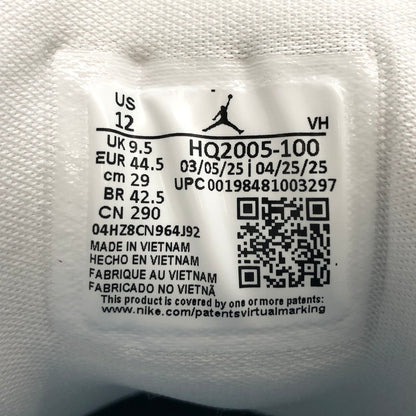 US
12
VH
UK 9.5
EUR 44.5
cm 29
BR 42.5
CN 290
HQ2005-100
03/05/25 | 04/25/25
UPC 00198481003297
04HZ8CN964J92
MADE IN VIETNAM
HECHO EN VIETNAM
FABRIQUE AU VIETNAM
FABRICADO NO VIETNÃ
This product is covered by one or more patents:
www.nike.com/patentsvirtualmarking